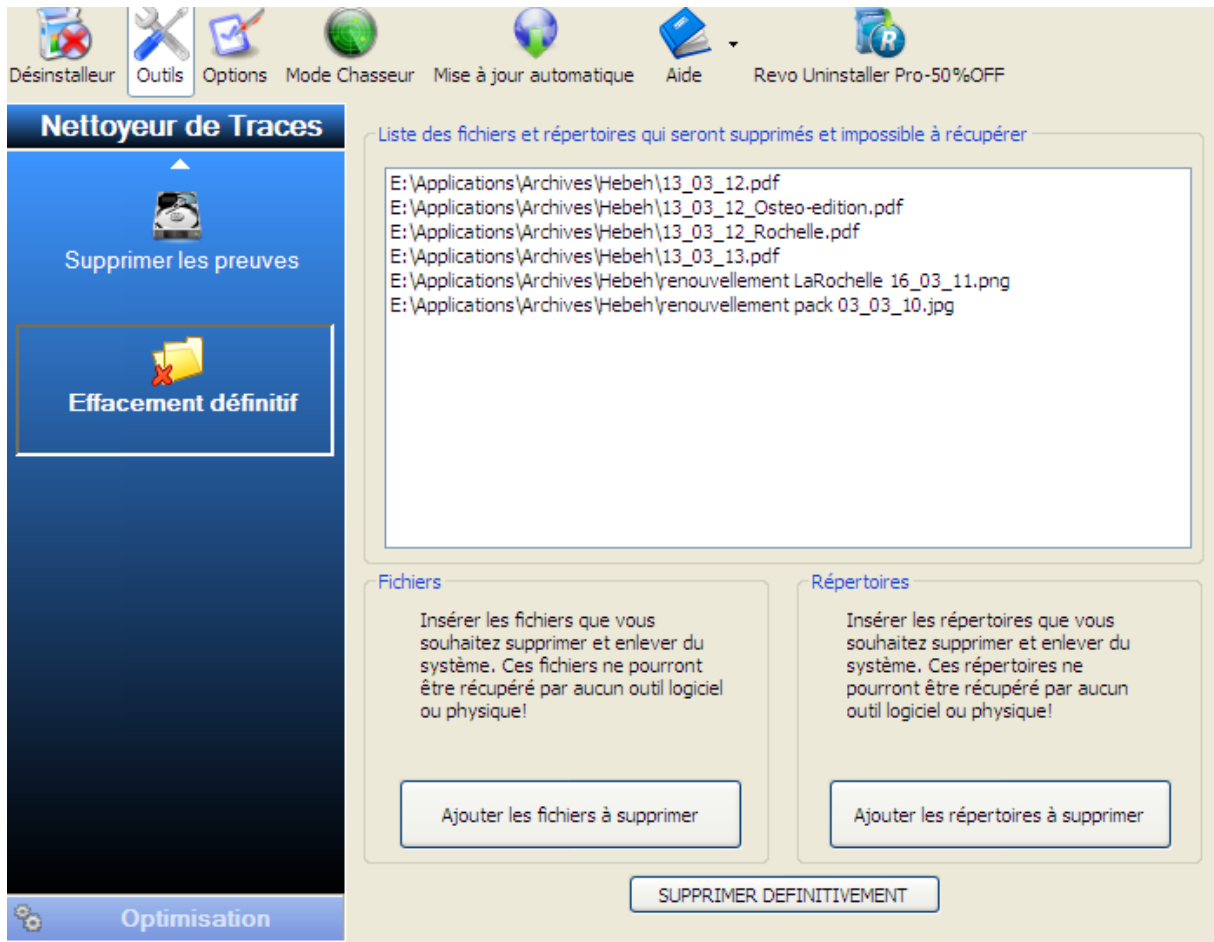 Désinstalleur Outils Options Mode Chasseur Mise à jour automatique Aide Revo Uninstaller Pro-50%OFF
Nettoyeur de Traces
Supprimer les preuves
Effacement définitif
Optimisation
Liste des fichiers et répertoires qui seront supprimés et impossible à récupérer
E:\Applications\Archives\Hebeh\13_03_12.pdf
E:\Applications\Archives\Hebeh\13_03_12_Osteo-edition.pdf
E:\Applications\Archives\Hebeh\13_03_12_Rochelle.pdf
E:\Applications\Archives\Hebeh\13_03_13.pdf
E:\Applications\Archives\Hebeh\renouvellement LaRochelle 16_03_11.png
E:\Applications\Archives\Hebeh\renouvellement pack 03_03_10.jpg
Fichiers
Insérer les fichiers que vous
souhaitez supprimer et enlever du
système. Ces fichiers ne pourront
être récupéré par aucun outil logiciel
ou physique!
Ajouter les fichiers à supprimer
Répertoires
Insérer les répertoires que vous
souhaitez supprimer et enlever du
système. Ces répertoires ne
pourront être récupéré par aucun
outil logiciel ou physique!
Ajouter les répertoires à supprimer
SUPPRIMER DEFINITIVEMENT